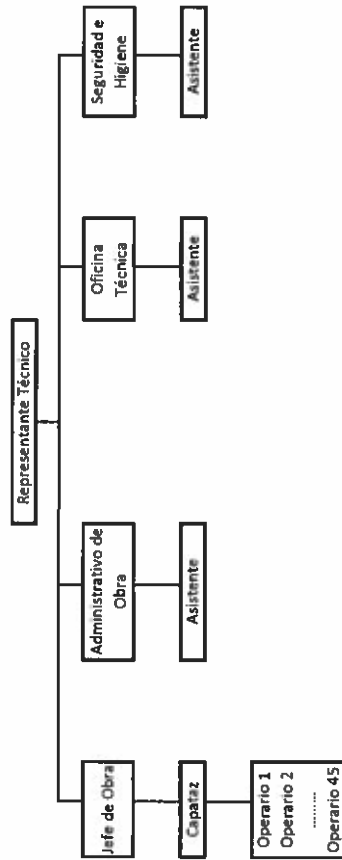 Representante Técnico
Jefe de Obra
Administrativo de
Obra
Oficina
Técnica
Seguridad e
Higiene
Capataz
Asistente
Asistente
Asistente
Operario 1
Operario 2
.........
Operario 45